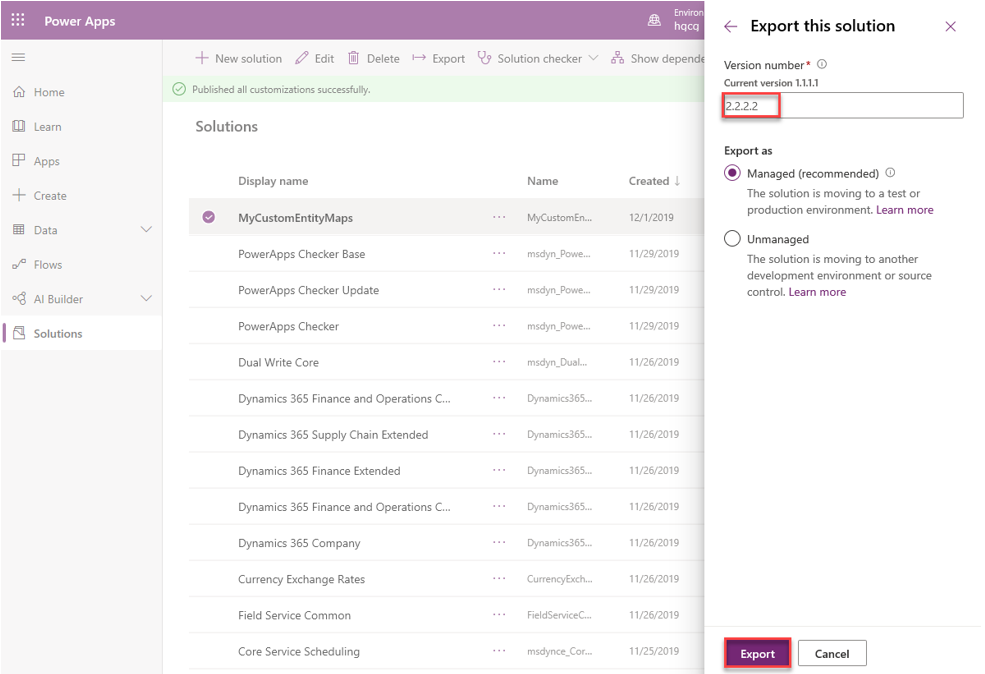 Power Apps
Environ
hqcq
Home
Learn
Apps
Create
Data
Flows
AI Builder
Solutions
New solution Edit Delete Export Solution checker Show depende
Published all customizations successfully.
Solutions
Display name Name Created ↓
MyCustomEntityMaps ··· MyCustomEn... 12/1/2019
PowerApps Checker Base ··· msdyn_Powe... 11/29/2019
PowerApps Checker Update ··· msdyn_Powe... 11/29/2019
PowerApps Checker ··· msdyn_Powe... 11/29/2019
Dual Write Core ··· msdyn_Dual... 11/26/2019
Dynamics 365 Finance and Operations C... ··· Dynamics365... 11/26/2019
Dynamics 365 Supply Chain Extended ··· Dynamics365... 11/26/2019
Dynamics 365 Finance Extended ··· Dynamics365... 11/26/2019
Dynamics 365 Finance and Operations C... ··· Dynamics365... 11/26/2019
Dynamics 365 Company ··· Dynamics365... 11/26/2019
Currency Exchange Rates ··· CurrencyExch... 11/26/2019
Field Service Common ··· FieldServiceC... 11/26/2019
Core Service Scheduling ··· msdynce_Cor... 11/25/2019
Export this solution
Version number*
Current version 1.1.1.1
2.2.2.2
Export as
Managed (recommended)
The solution is moving to a test or
production environment. Learn more
Unmanaged
The solution is moving to another
development environment or source
control. Learn more
Export Cancel